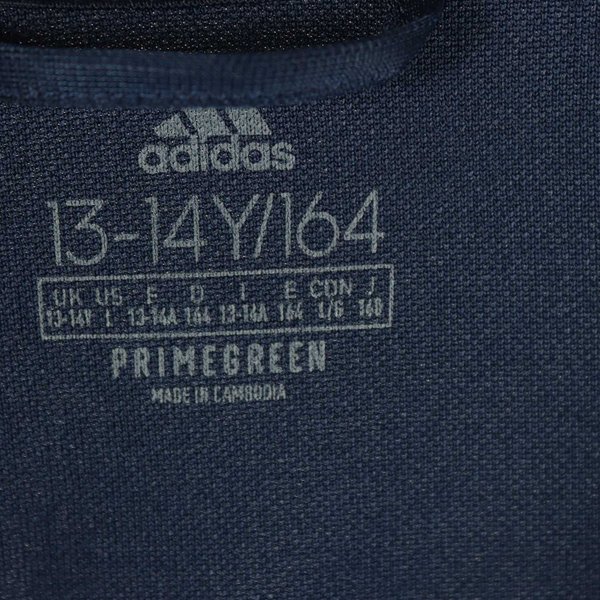 adidas
13-14Y/164
UK US E D I E CDN J
13-14Y L 13-14A 164 13-14A 164 L/G 160
PRIMEGREEN
MADE IN CAMBODIA